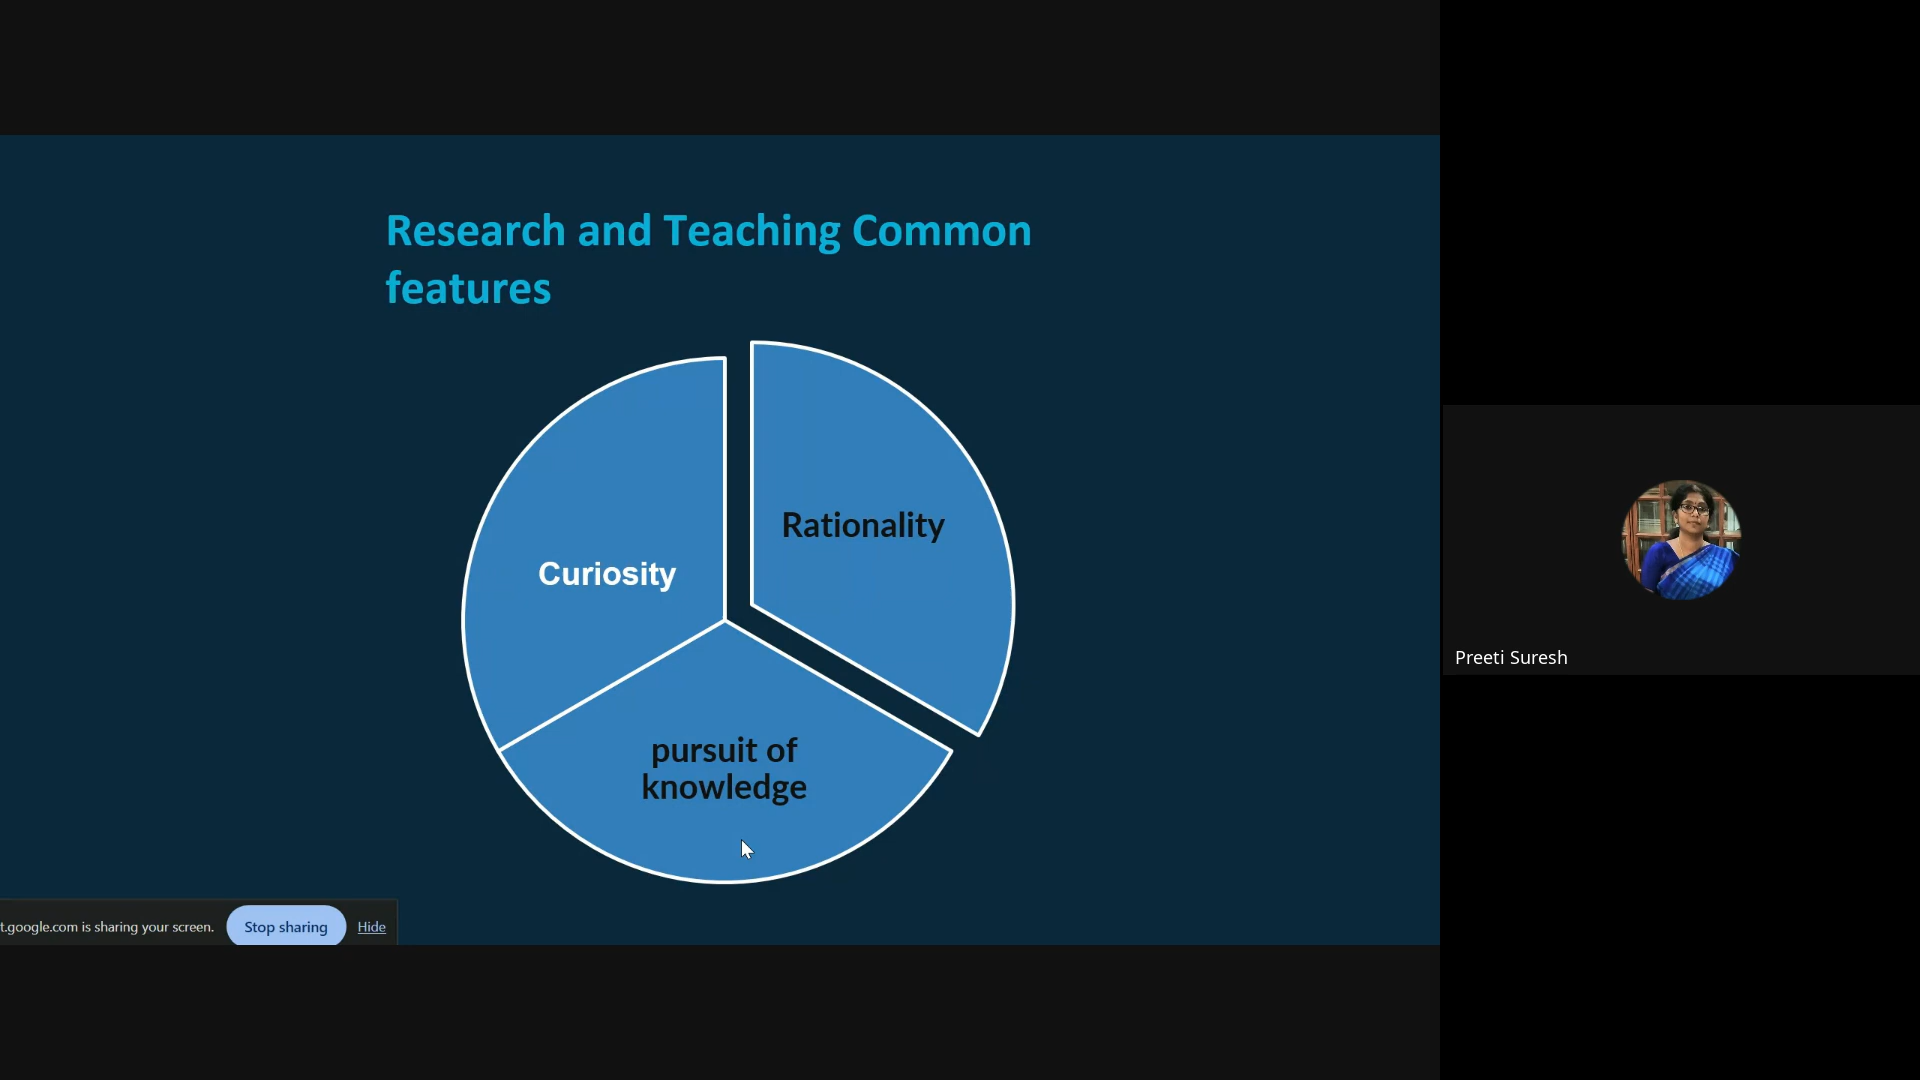 Research and Teaching Common
features
Rationality
Curiosity
pursuit of
knowledge
t.google.com is sharing your screen.
Stop sharing
Hide
Preeti Suresh